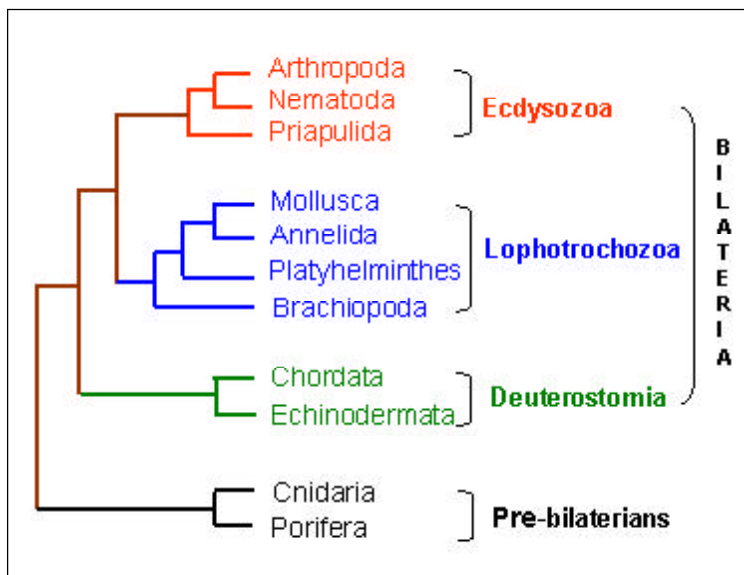 Arthropoda
Nematoda
Priapulida
Ecdysozoa
Mollusca
Annelida
Platyhelminthes
Brachiopoda
Lophotrochozoa
Chordata
Echinodermata
Deuterostomia
BILATERIA
Cnidaria
Porifera
Pre-bilaterians